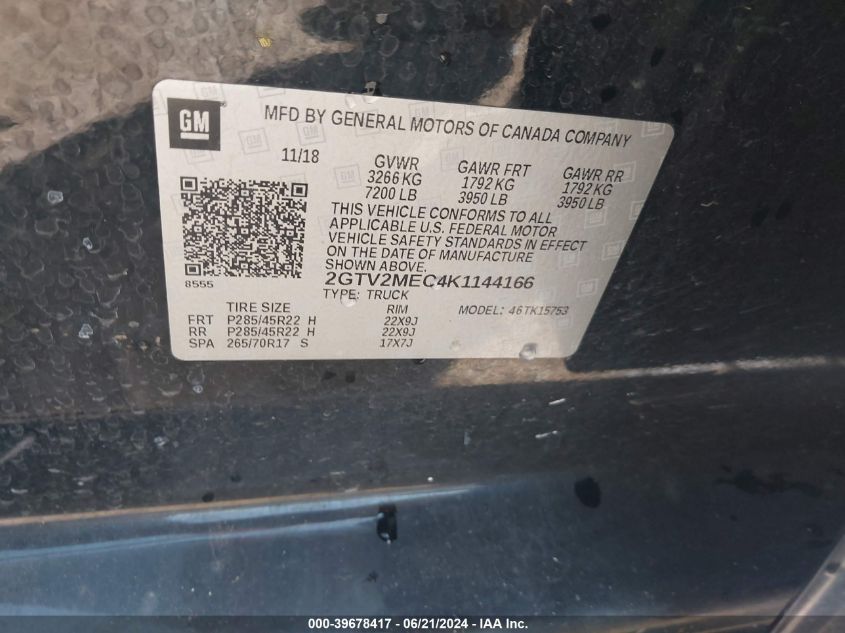 GM
MFD BY GENERAL MOTORS OF CANADA COMPANY
11/18
GVWR GAWR FRT GAWR RR
3266 KG 1792 KG 1792 KG
7200 LB 3950 LB 3950 LB
THIS VEHICLE CONFORMS TO ALL
APPLICABLE U.S. FEDERAL MOTOR
VEHICLE SAFETY STANDARDS IN EFFECT
ON THE DATE OF MANUFACTURE
SHOWN ABOVE.
8555
2GTV2MEC4K1144166
TYPE: TRUCK
MODEL: 46TK15753
TIRE SIZE RIM
FRT P285/45R22 H 22X9J
RR P285/45R22 H 22X9J
SPA 265/70R17 S 17X7J
000-39678417 - 06/21/2024 - IAA Inc.